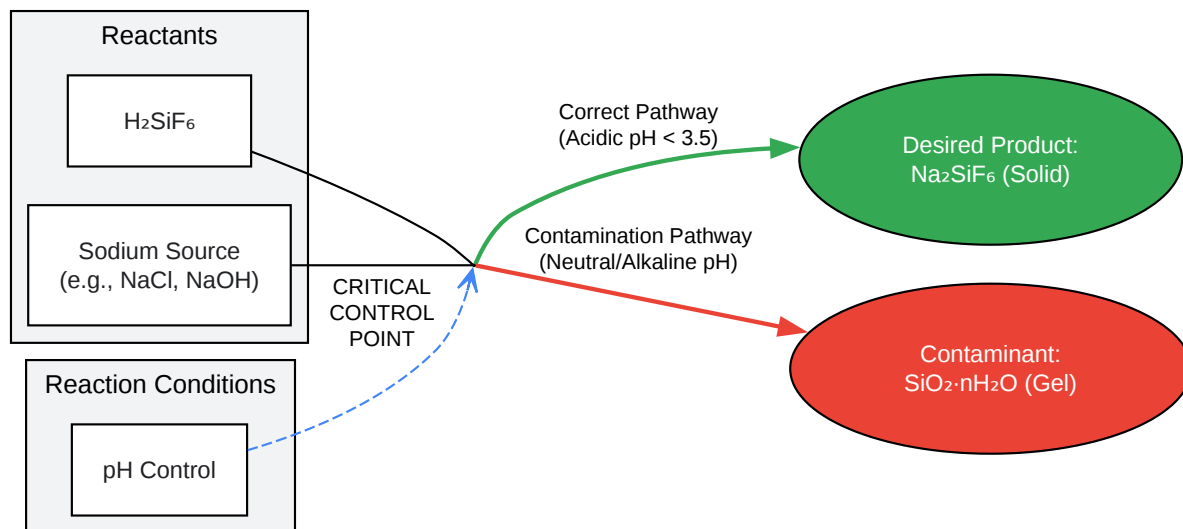 Reactants
H₂SiF₆
Sodium Source
(e.g., NaCl, NaOH)
CRITICAL
CONTROL
POINT
Reaction Conditions
pH Control
Correct Pathway
(Acidic pH < 3.5)
Contamination Pathway
(Neutral/Alkaline pH)
Desired Product:
Na₂SiF₆ (Solid)
Contaminant:
SiO₂·nH₂O (Gel)